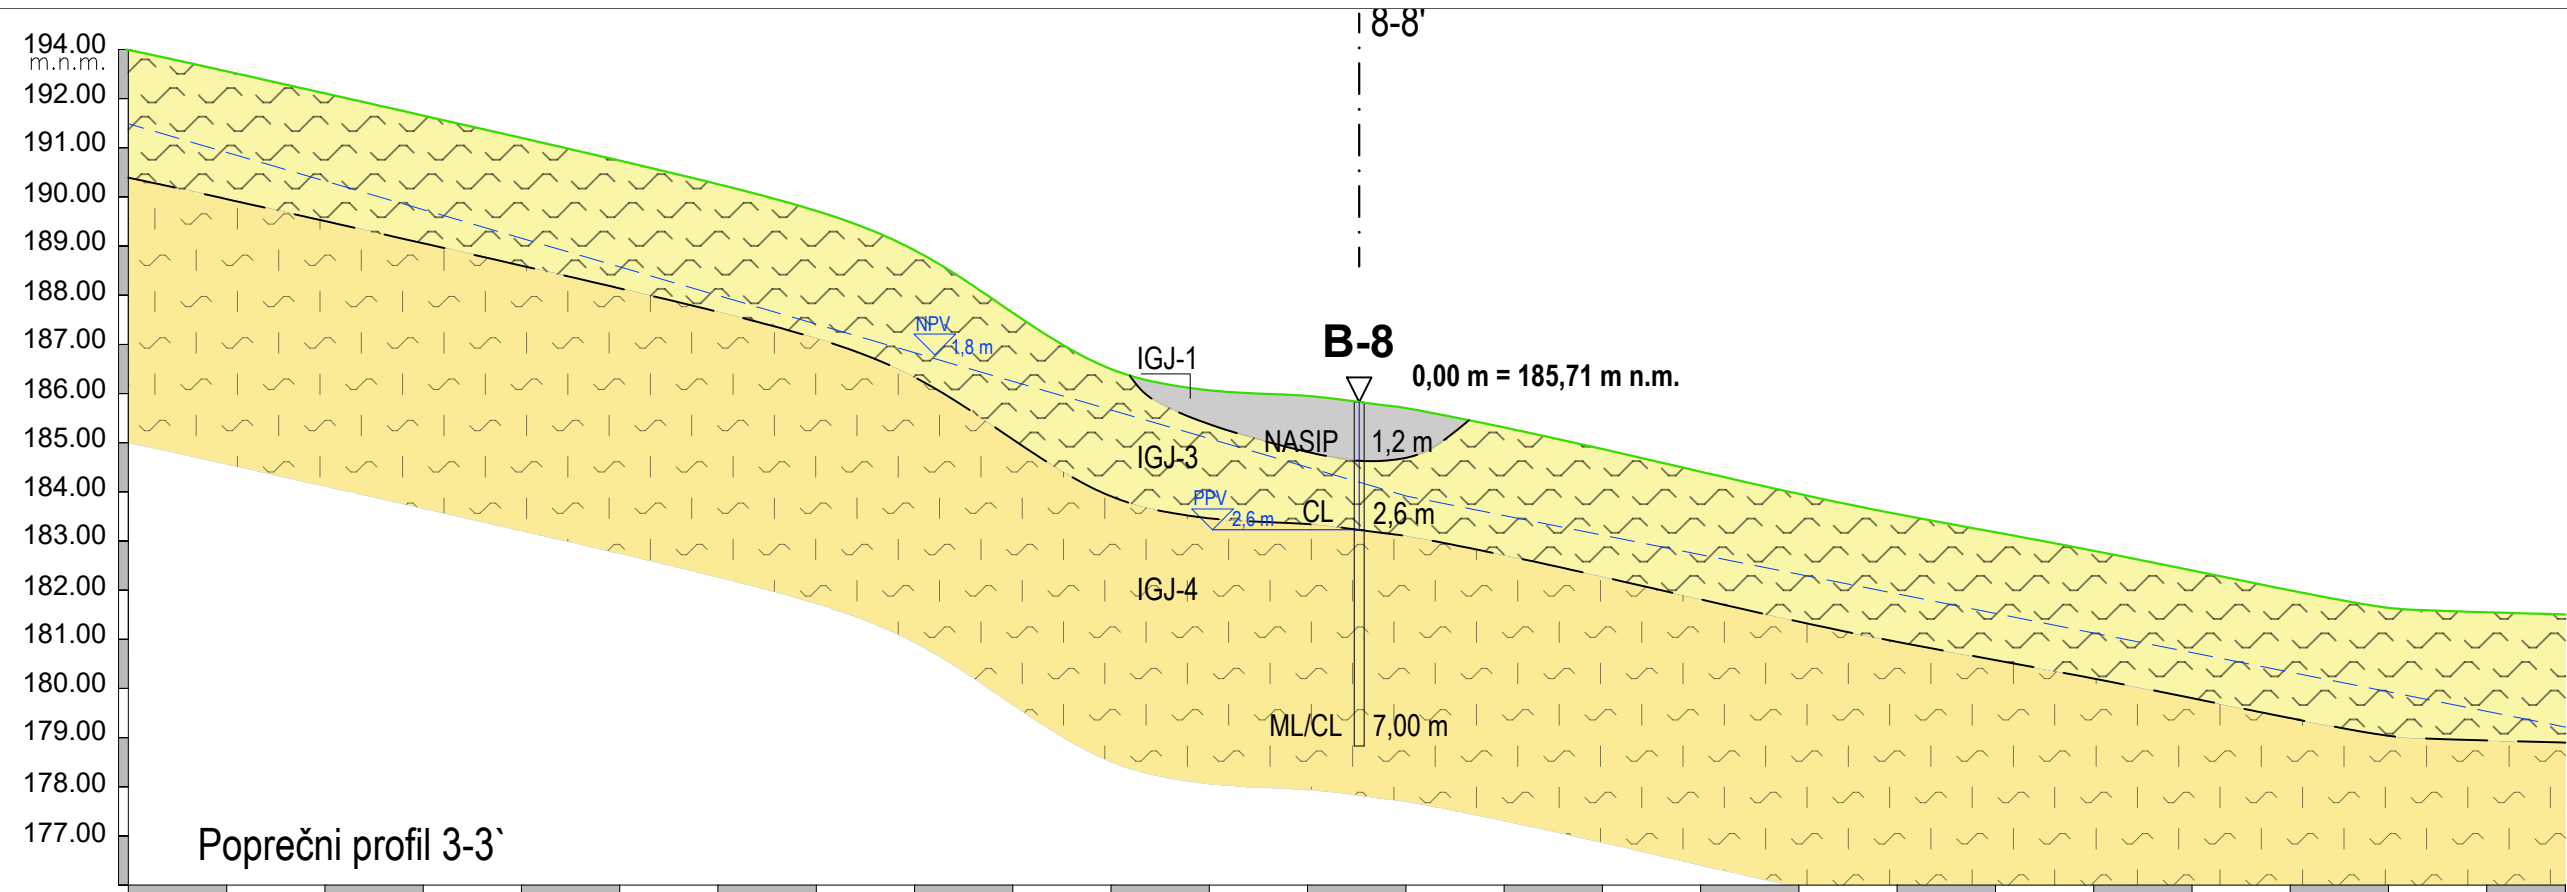 8-8'
194.00
m.n.m.
192.00
191.00
190.00
189.00
188.00
187.00
186.00
185.00
184.00
183.00
182.00
181.00
180.00
179.00
178.00
177.00
NPV
1,8 m
IGJ-1
B-8
0,00 m = 185,71 m n.m.
NASIP 1,2 m
IGJ-3
PPV
2,6 m
CL 2,6 m
IGJ-4
ML/CL 7,00 m
Poprečni profil 3-3`